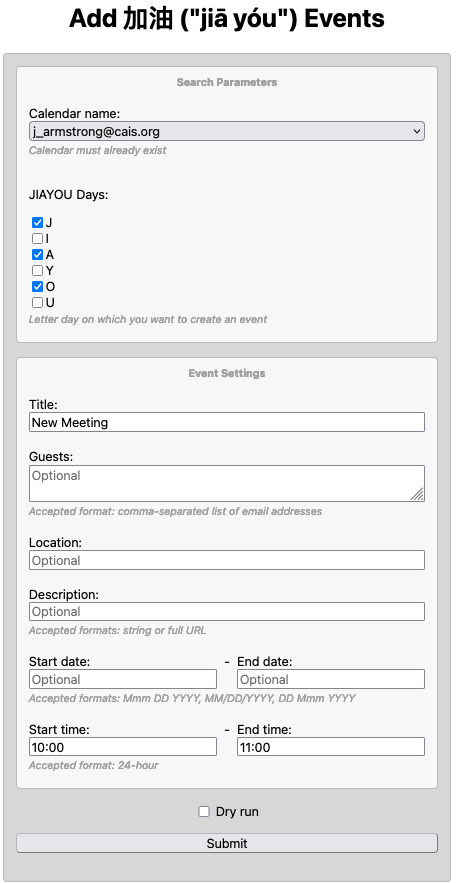 Add 加油 ("jiā yóu") Events
Search Parameters
Calendar name:
j_armstrong@cais.org
Calendar must already exist
JIAYOU Days:
J
I
A
Y
O
U
Letter day on which you want to create an event
Event Settings
Title:
New Meeting
Guests:
Optional
Accepted format: comma-separated list of email addresses
Location:
Optional
Description:
Optional
Accepted formats: string or full URL
Start date: - End date:
Optional Optional
Accepted formats: Mmm DD YYYY, MM/DD/YYYY, DD Mmm YYYY
Start time: - End time:
10:00 11:00
Accepted format: 24-hour
Dry run
Submit